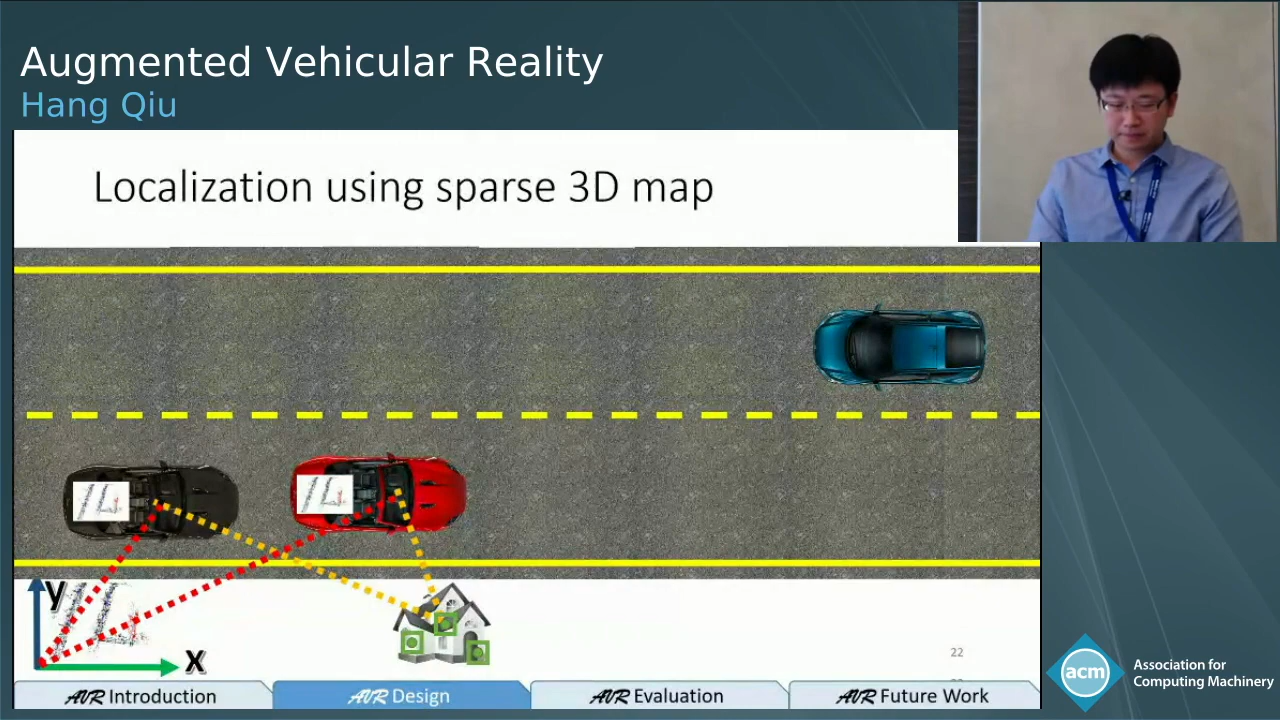 Augmented Vehicular Reality
Hang Qiu
Localization using sparse 3D map
y
x
22
AVR Introduction
AVR Design
AVR Evaluation
AVR Future Work
acm
Association for
Computing Machinery